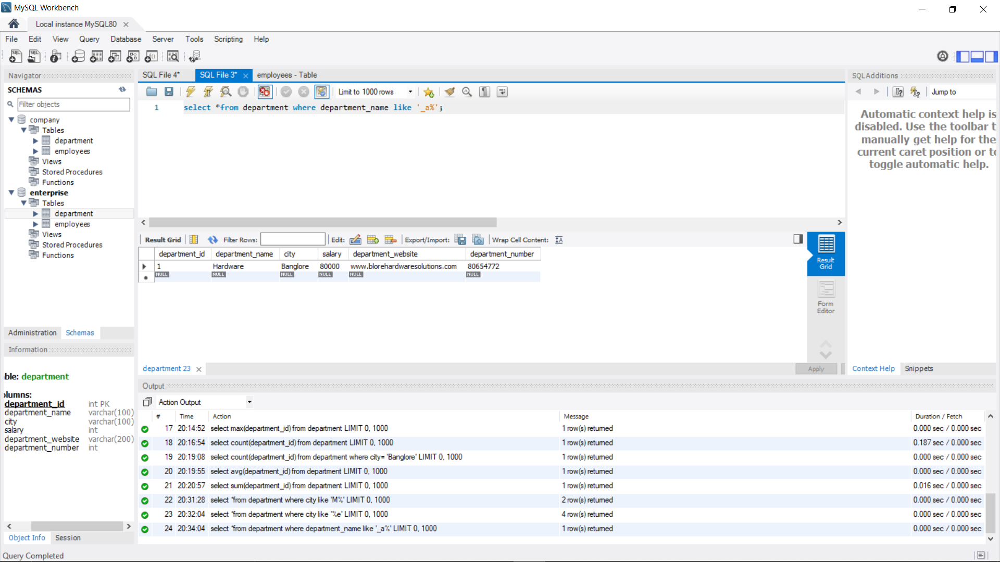 MySQL Workbench
Local instance MySQL80
File Edit View Query Database Server Tools Scripting Help
Navigator
SCHEMAS
Filter objects
company
Tables
department
employees
Views
Stored Procedures
Functions
enterprise
Tables
department
employees
Views
Stored Procedures
Functions
Administration Schemas
Information
ble: department
olumns:
department_id int PK
department_name varchar(100)
city varchar(100)
salary int
department_website varchar(200)
department_number int
Object Info Session
SQL File 4* SQL File 3* employees - Table
Limit to 1000 rows
1 select *from department where department_name like '_a%';
Result Grid Filter Rows: Edit: Export/Import: Wrap Cell Content:
department_id department_name city salary department_website department_number
1 Hardware Banglore 80000 www.blorehardwaresolutions.com 80654772
NULL NULL NULL NULL NULL NULL
Result
Grid
Form
Editor
department 23
Apply
SQLAdditions
Jump to
Automatic context help is
disabled. Use the toolbar t
manually get help for the
current caret position or to
toggle automatic help.
Context Help Snippets
Output
Action Output
# Time Action Message Duration / Fetch
17 20:14:52 select max(department_id) from department LIMIT 0, 1000 1 row(s) returned 0.000 sec / 0.000 sec
18 20:16:54 select count(department_id) from department LIMIT 0, 1000 1 row(s) returned 0.187 sec / 0.000 sec
19 20:19:08 select count(department_id) from department where city= 'Banglore' LIMIT 0, 1000 1 row(s) returned 0.000 sec / 0.000 sec
20 20:19:55 select avg(department_id) from department LIMIT 0, 1000 1 row(s) returned 0.000 sec / 0.000 sec
21 20:20:57 select sum(department_id) from department LIMIT 0, 1000 1 row(s) returned 0.016 sec / 0.000 sec
22 20:31:28 select *from department where city like 'M%' LIMIT 0, 1000 2 row(s) returned 0.000 sec / 0.000 sec
23 20:32:04 select *from department where city like '%e' LIMIT 0, 1000 4 row(s) returned 0.000 sec / 0.000 sec
24 20:34:04 select *from department where department_name like '_a%' LIMIT 0, 1000 1 row(s) returned 0.000 sec / 0.000 sec
Query Completed